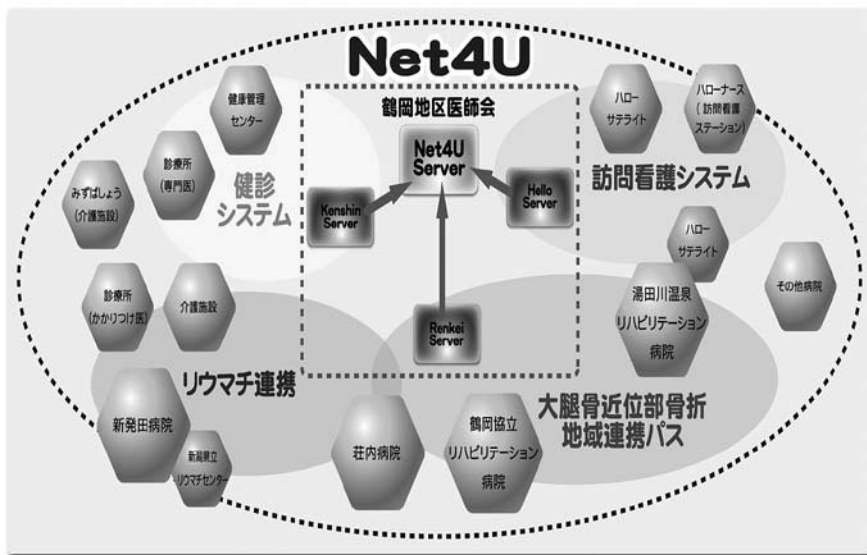 Net4U
鶴岡地区医師会
Net4U
Server
Kenshin
Server
Hello
Server
Renkei
Server
健康管理
センター
診療所
(専門医)
みずばしょう
(介護施設)
健診
システム
ハロー
サテライト
ハローナース
(訪問看護
ステーション)
訪問看護システム
ハロー
サテライト
湯田川温泉
リハビリテーション
病院
その他病院
診療所
(かかりつけ医)
介護施設
リウマチ連携
新発田病院
新潟県立
リウマチセンター
荘内病院
鶴岡協立
リハビリテーション
病院
大腿骨近位部骨折
地域連携パス